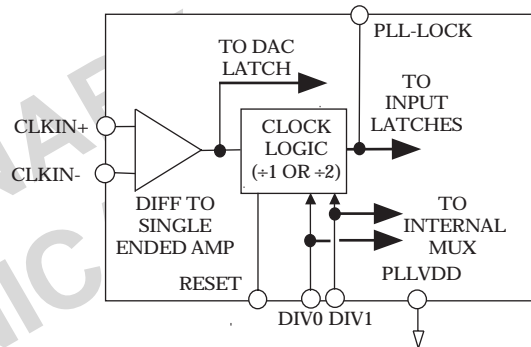 PLL-LOCK
TO DAC
LATCH
TO
INPUT
LATCHES
CLKIN+
CLOCK
LOGIC
(÷1 OR ÷2)
CLKIN-
DIFF TO
SINGLE
ENDED AMP
TO
INTERNAL
MUX
RESET
PLLVDD
DIV0 DIV1